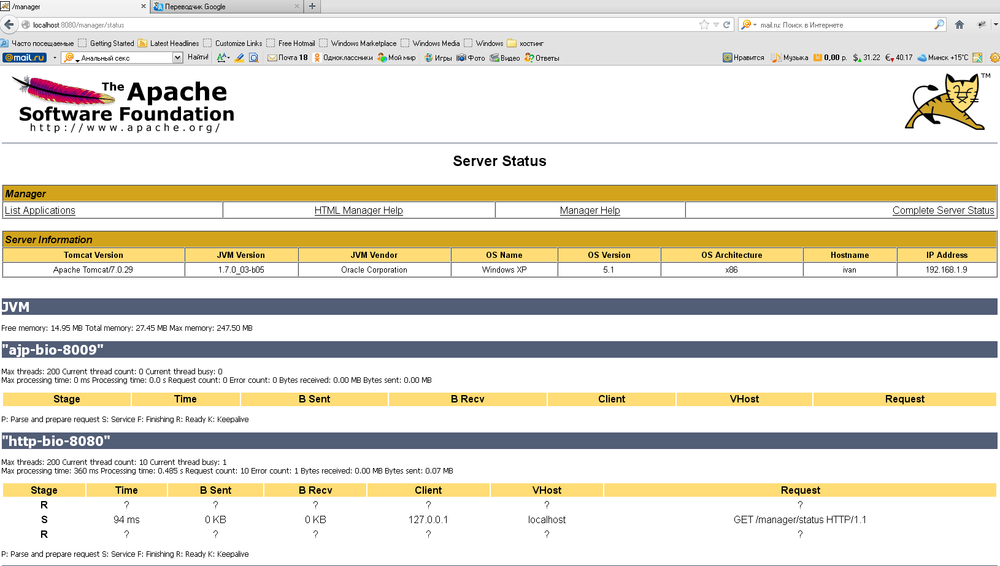 /manager
Переводчик Google
localhost:8080/manager/status
mail.ru: Поиск в Интернете
Часто посещаемые Getting Started Latest Headlines Customize Links Free Hotmail Windows Marketplace Windows Media Windows хостинг
@mail.ru Анальный секс Найти! Почта 18 Одноклассники Мой мир Игры Фото Видео Ответы Нравится Музыка 0,00 р. $ 31.22 € 40.17 Минск +15°C
The Apache
Software Foundation
http://www.apache.org/
TM
Server Status
Manager
List Applications HTML Manager Help Manager Help Complete Server Status
Server Information
Tomcat Version JVM Version JVM Vendor OS Name OS Version OS Architecture Hostname IP Address
Apache Tomcat/7.0.29 1.7.0_03-b05 Oracle Corporation Windows XP 5.1 x86 ivan 192.168.1.9
JVM
Free memory: 14.95 MB Total memory: 27.45 MB Max memory: 247.50 MB
"ajp-bio-8009"
Max threads: 200 Current thread count: 0 Current thread busy: 0
Max processing time: 0 ms Processing time: 0.0 s Request count: 0 Error count: 0 Bytes received: 0.00 MB Bytes sent: 0.00 MB
Stage Time B Sent B Recv Client VHost Request
P: Parse and prepare request S: Service F: Finishing R: Ready K: Keepalive
"http-bio-8080"
Max threads: 200 Current thread count: 10 Current thread busy: 1
Max processing time: 360 ms Processing time: 0.485 s Request count: 10 Error count: 1 Bytes received: 0.00 MB Bytes sent: 0.07 MB
Stage Time B Sent B Recv Client VHost Request
R ? ? ? ? ? ?
S 94 ms 0 KB 0 KB 127.0.0.1 localhost GET /manager/status HTTP/1.1
R ? ? ? ? ? ?
P: Parse and prepare request S: Service F: Finishing R: Ready K: Keepalive